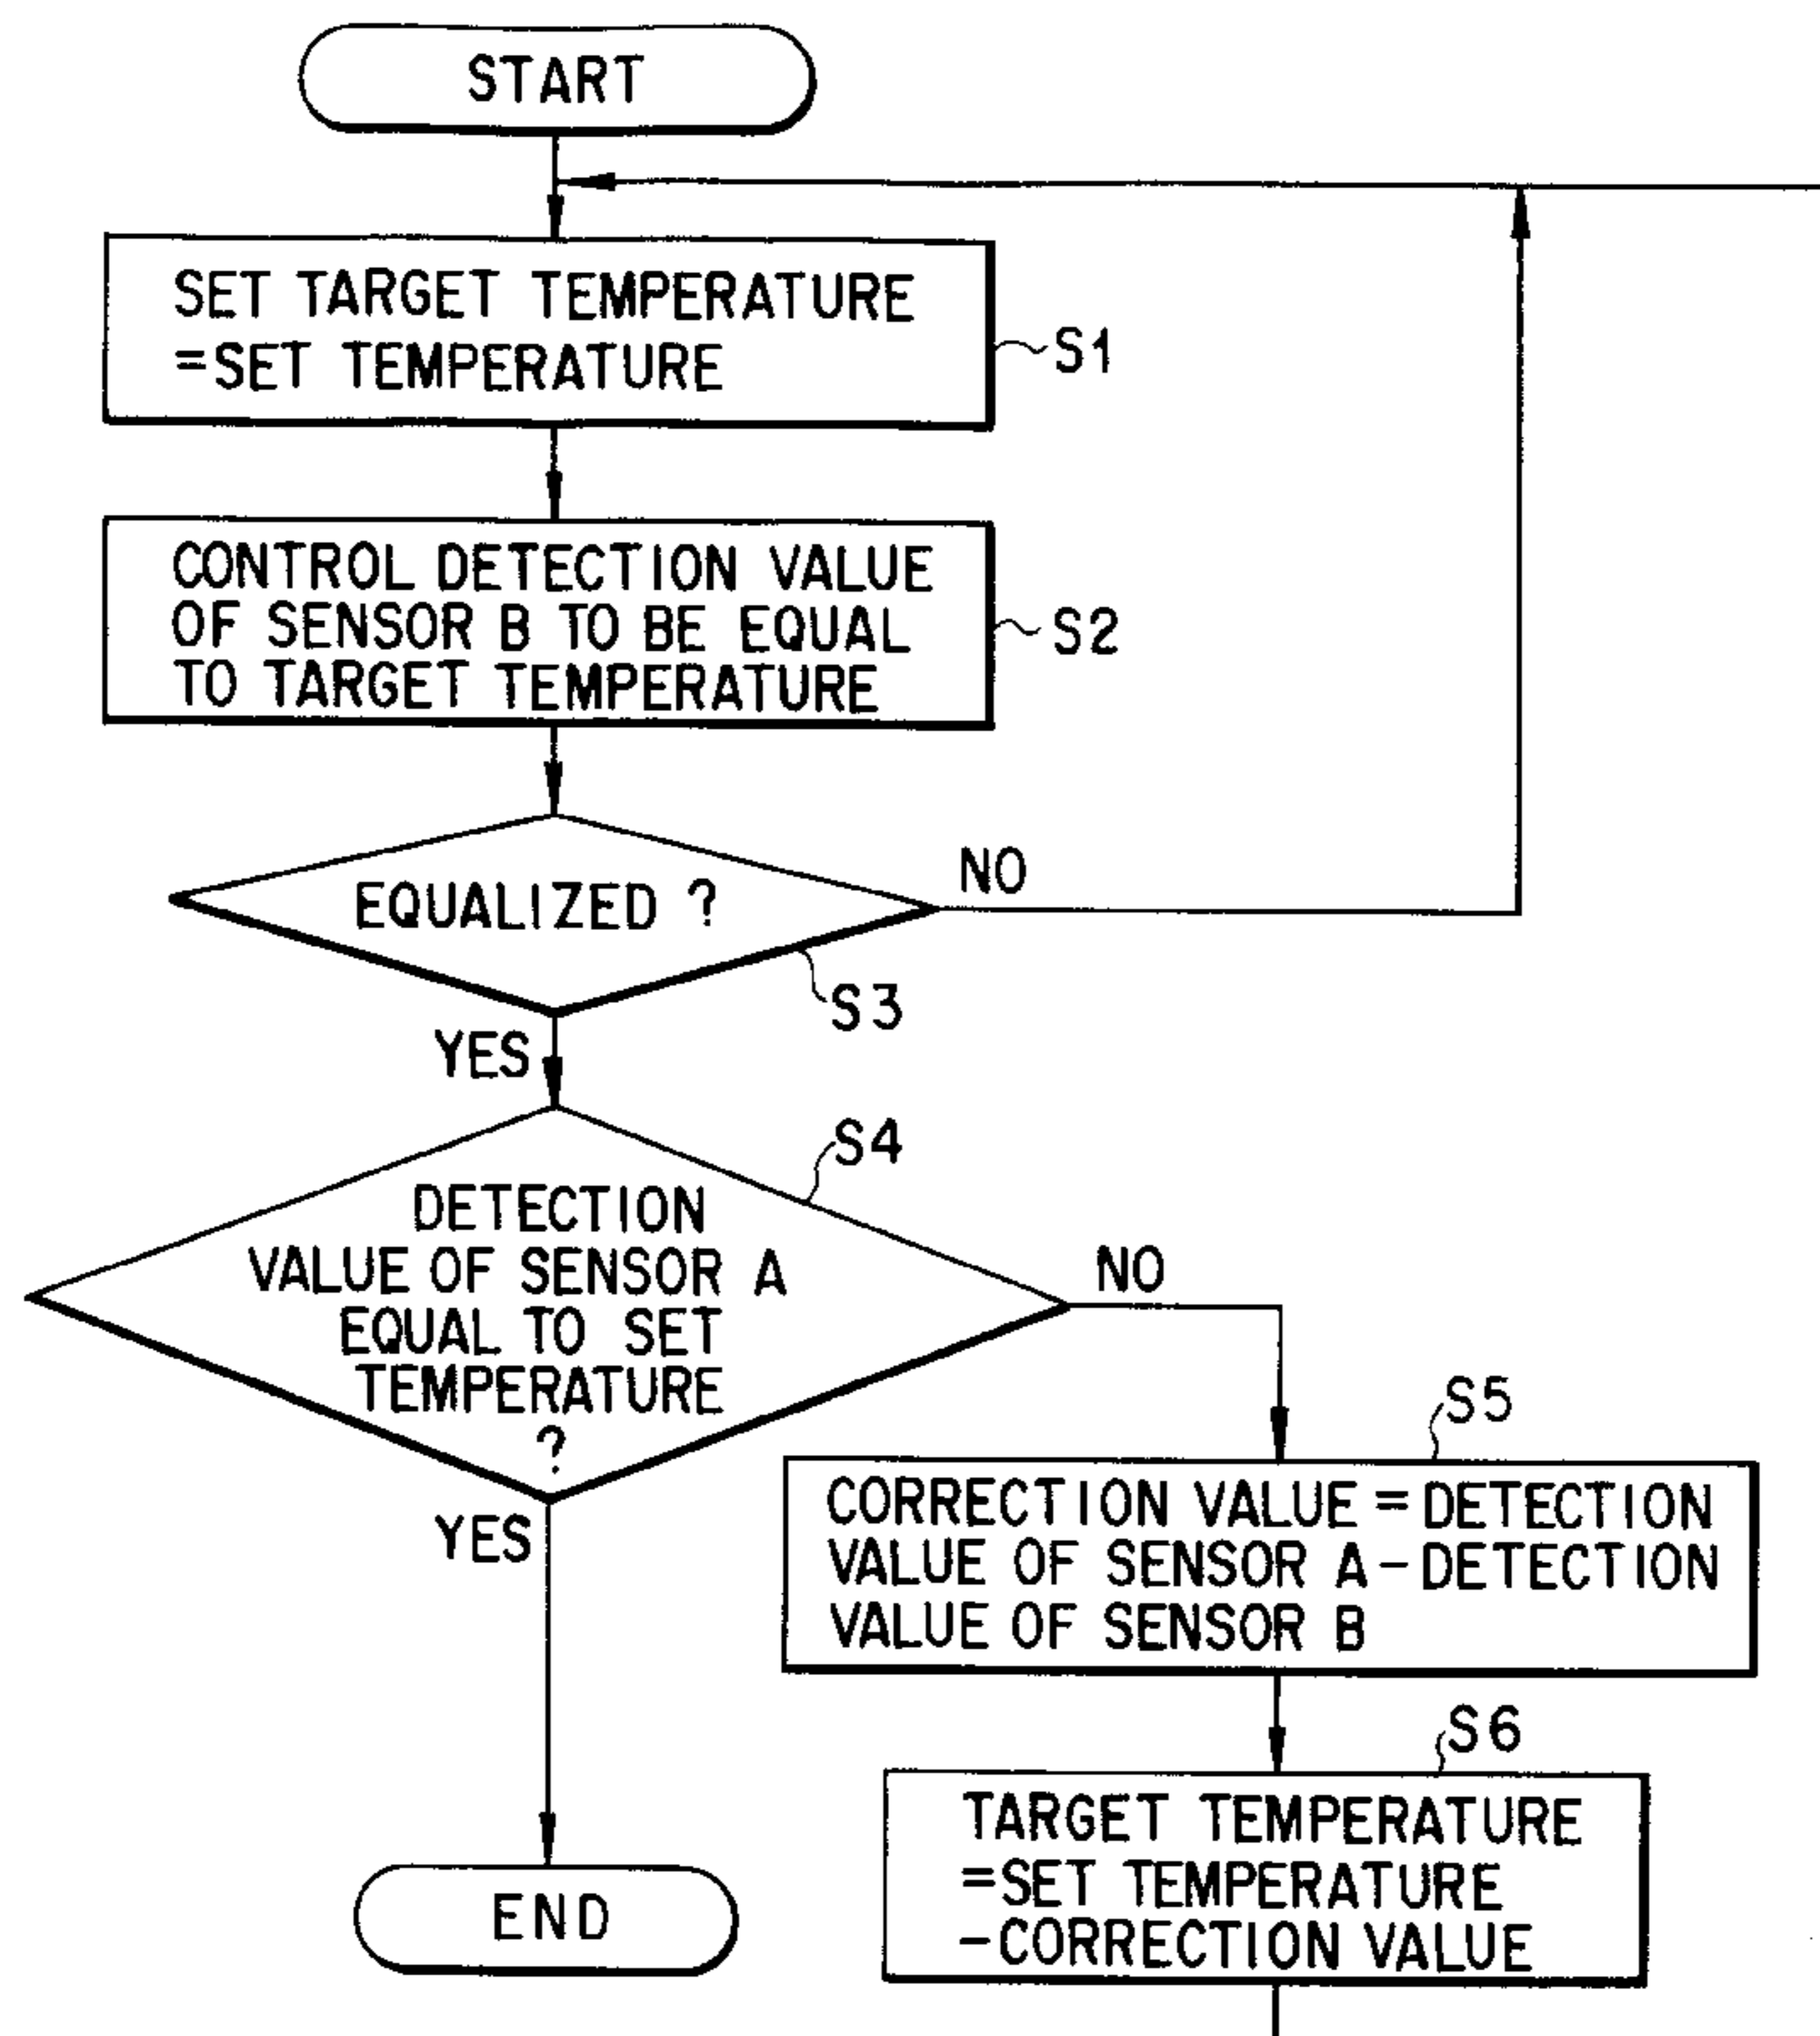 START
SET TARGET TEMPERATURE
=SET TEMPERATURE
S1
CONTROL DETECTION VALUE
OF SENSOR B TO BE EQUAL
TO TARGET TEMPERATURE
S2
EQUALIZED ?
NO
S3
YES
S4
DETECTION
VALUE OF SENSOR A
EQUAL TO SET
TEMPERATURE
?
NO
YES
S5
CORRECTION VALUE = DETECTION
VALUE OF SENSOR A - DETECTION
VALUE OF SENSOR B
S6
TARGET TEMPERATURE
=SET TEMPERATURE
-CORRECTION VALUE
END